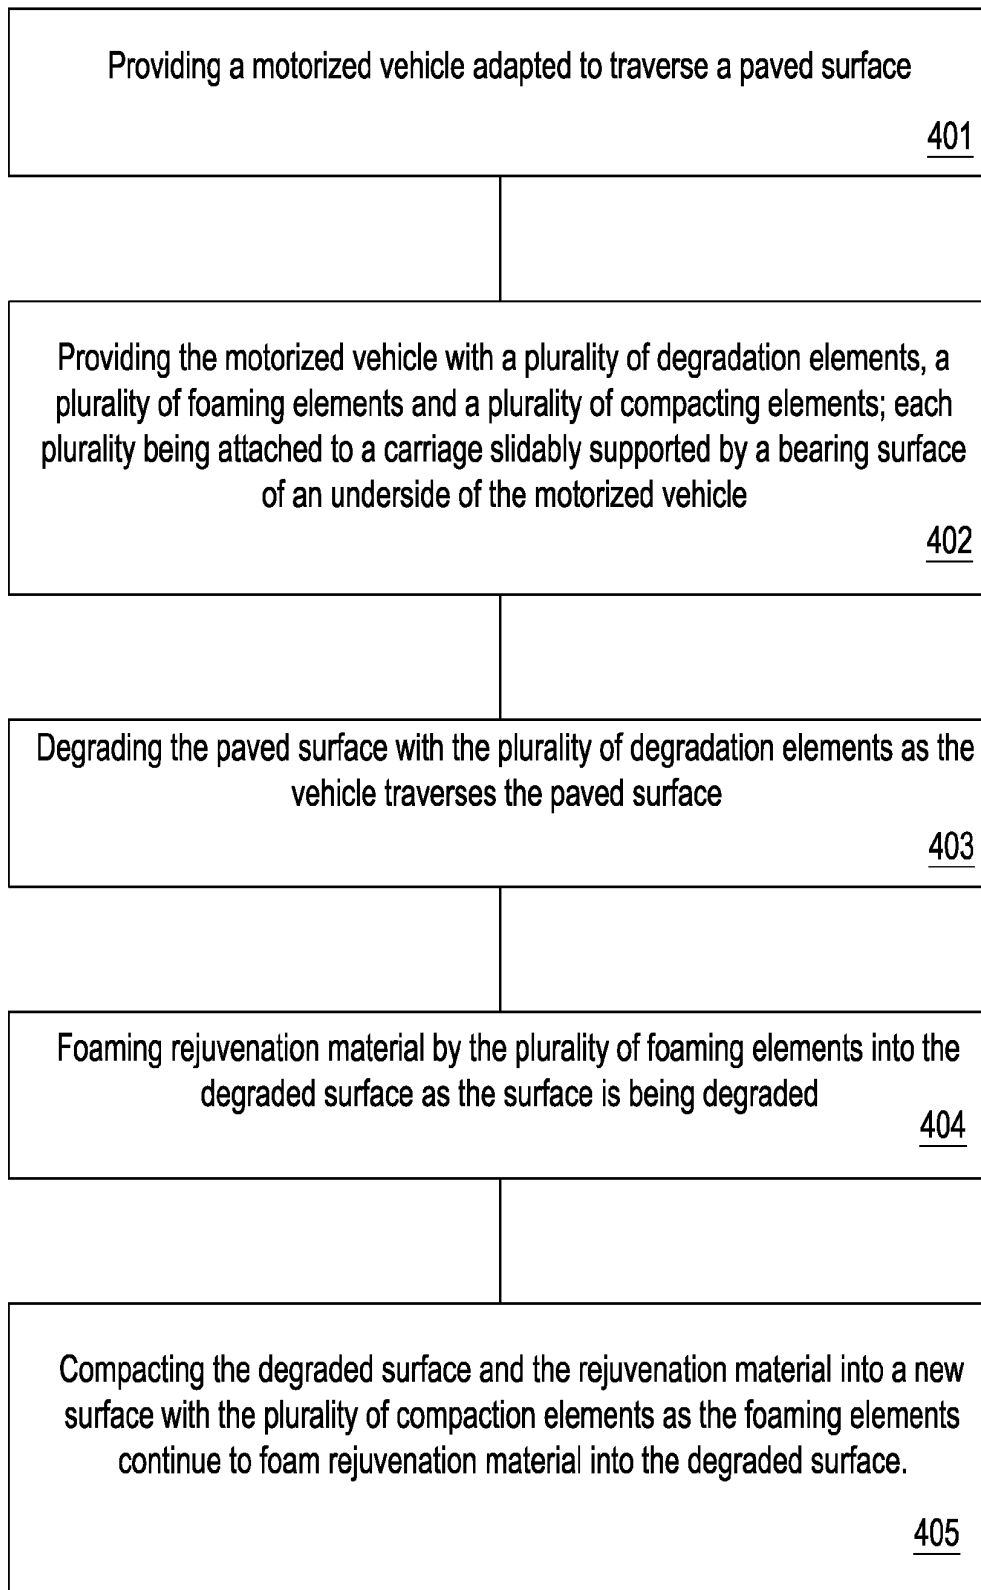 Providing a motorized vehicle adapted to traverse a paved surface
401
Providing the motorized vehicle with a plurality of degradation elements, a
plurality of foaming elements and a plurality of compacting elements; each
plurality being attached to a carriage slidably supported by a bearing surface
of an underside of the motorized vehicle
402
Degrading the paved surface with the plurality of degradation elements as the
vehicle traverses the paved surface
403
Foaming rejuvenation material by the plurality of foaming elements into the
degraded surface as the surface is being degraded
404
Compacting the degraded surface and the rejuvenation material into a new
surface with the plurality of compaction elements as the foaming elements
continue to foam rejuvenation material into the degraded surface.
405